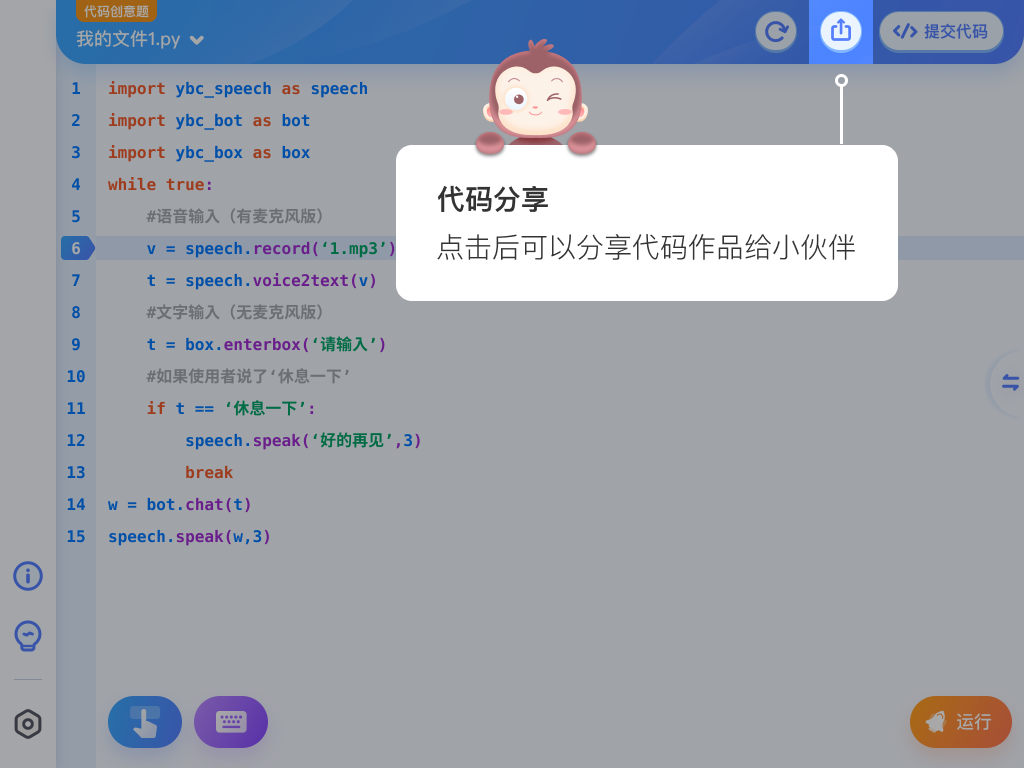 代码创意题
我的文件1.py
提交代码
1 import ybc_speech as speech
2 import ybc_bot as bot
3 import ybc_box as box
4 while true:
5     #语音输入（有麦克风版）
6     v = speech.record(‘1.mp3’)
7     t = speech.voice2text(v)
8     #文字输入（无麦克风版）
9     t = box.enterbox(‘请输入’)
10     #如果使用者说了‘休息一下’
11     if t == ‘休息一下’:
12         speech.speak(‘好的再见’,3)
13         break
14 w = bot.chat(t)
15 speech.speak(w,3)
代码分享
点击后可以分享代码作品给小伙伴
运行